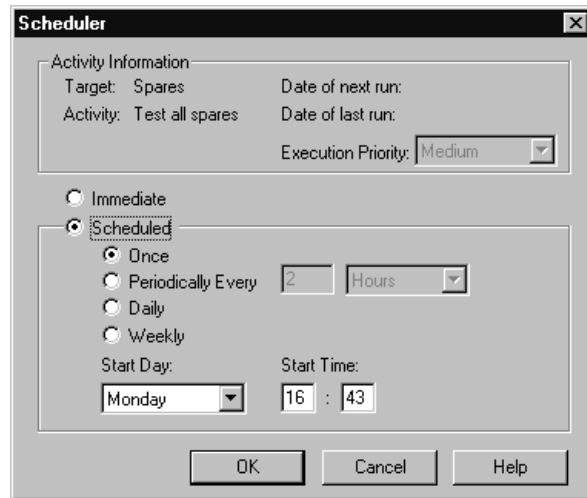 Scheduler
Activity Information
Target: Spares
Date of next run:
Activity: Test all spares
Date of last run:
Execution Priority: Medium
Immediate
Scheduled
Once
Periodically Every 2 Hours
Daily
Weekly
Start Day: Start Time:
Monday 16 : 43
OK Cancel Help